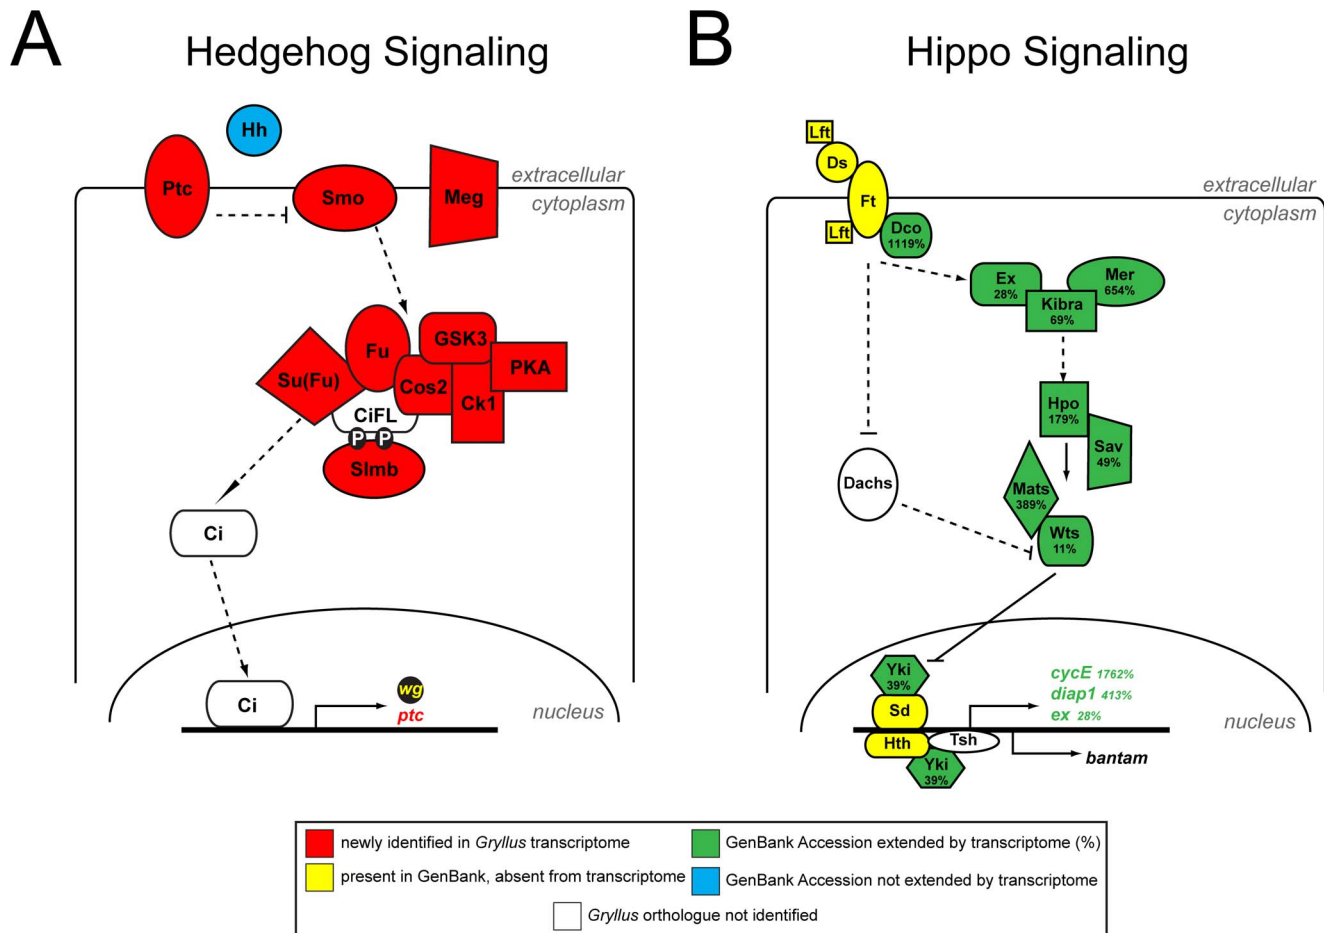 A
Hedgehog Signaling
Hh
Ptc
Smo
Meg
extracellular
cytoplasm
Fu
GSK3
PKA
Su(Fu)
Cos2
Ck1
CiFL
P P
Slmb
Ci
Ci
wg
ptc
nucleus
B
Hippo Signaling
Lft
Ds
Ft
Lft
Dco
1119%
extracellular
cytoplasm
Ex
28%
Mer
654%
Kibra
69%
Hpo
179%
Sav
49%
Dachs
Mats
389%
Wts
11%
Yki
39%
Sd
Hth
Tsh
Yki
39%
cycE 1762%
diap1 413%
ex 28%
bantam
nucleus
newly identified in Gryllus transcriptome
GenBank Accession extended by transcriptome (%)
present in GenBank, absent from transcriptome
GenBank Accession not extended by transcriptome
Gryllus orthologue not identified